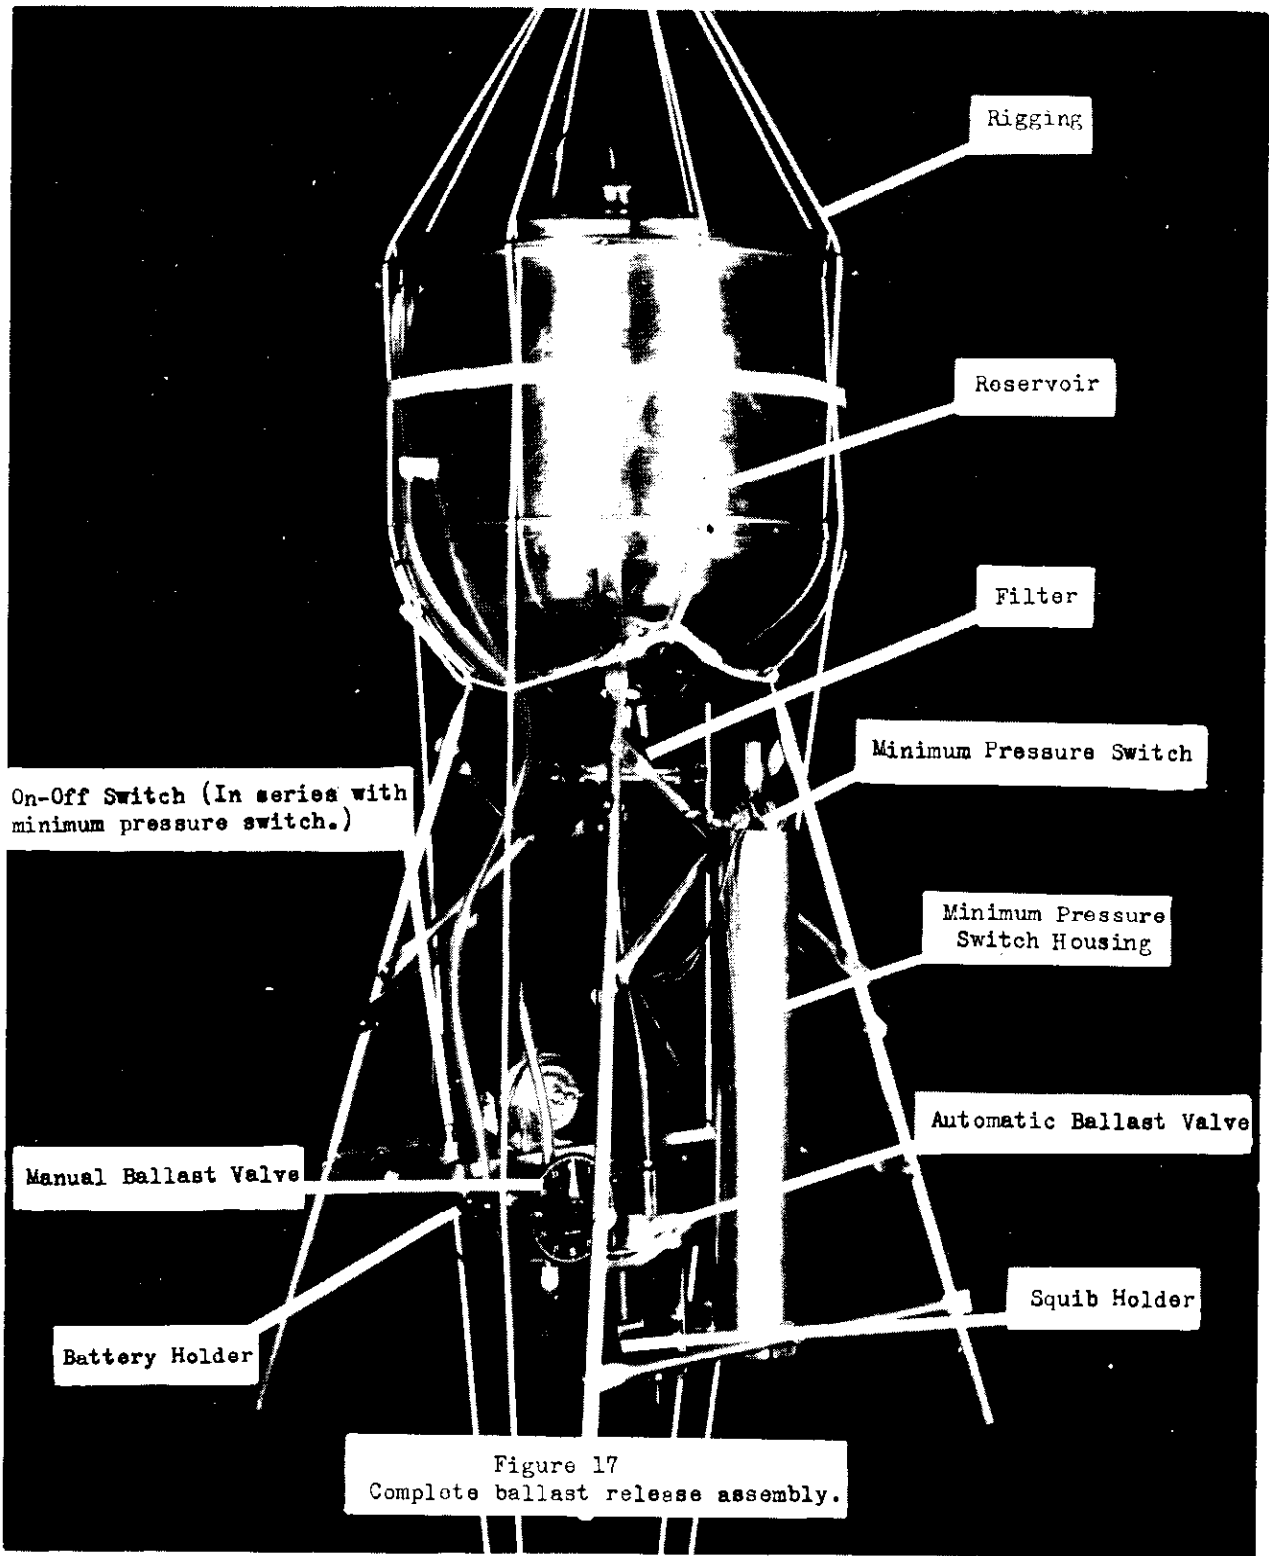 Rigging
Reservoir
Filter
Minimum Pressure Switch
On-Off Switch (In series with
minimum pressure switch.)
Minimum Pressure
Switch Housing
Automatic Ballast Valve
Manual Ballast Valve
Squib Holder
Battery Holder
Figure 17
Complete ballast release assembly.